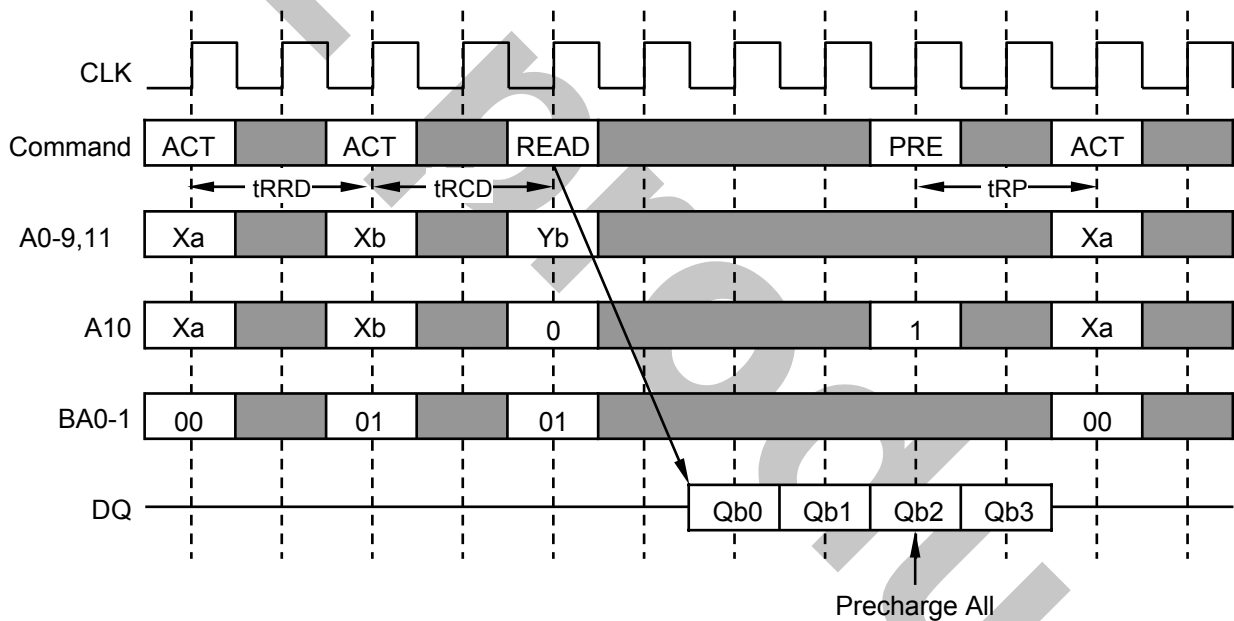 CLK
Command ACT ACT READ PRE ACT
tRRD tRCD tRP
A0-9,11 Xa Xb Yb Xa
A10 Xa Xb 0 1 Xa
BA0-1 00 01 01 00
DQ Qb0 Qb1 Qb2 Qb3
Precharge All